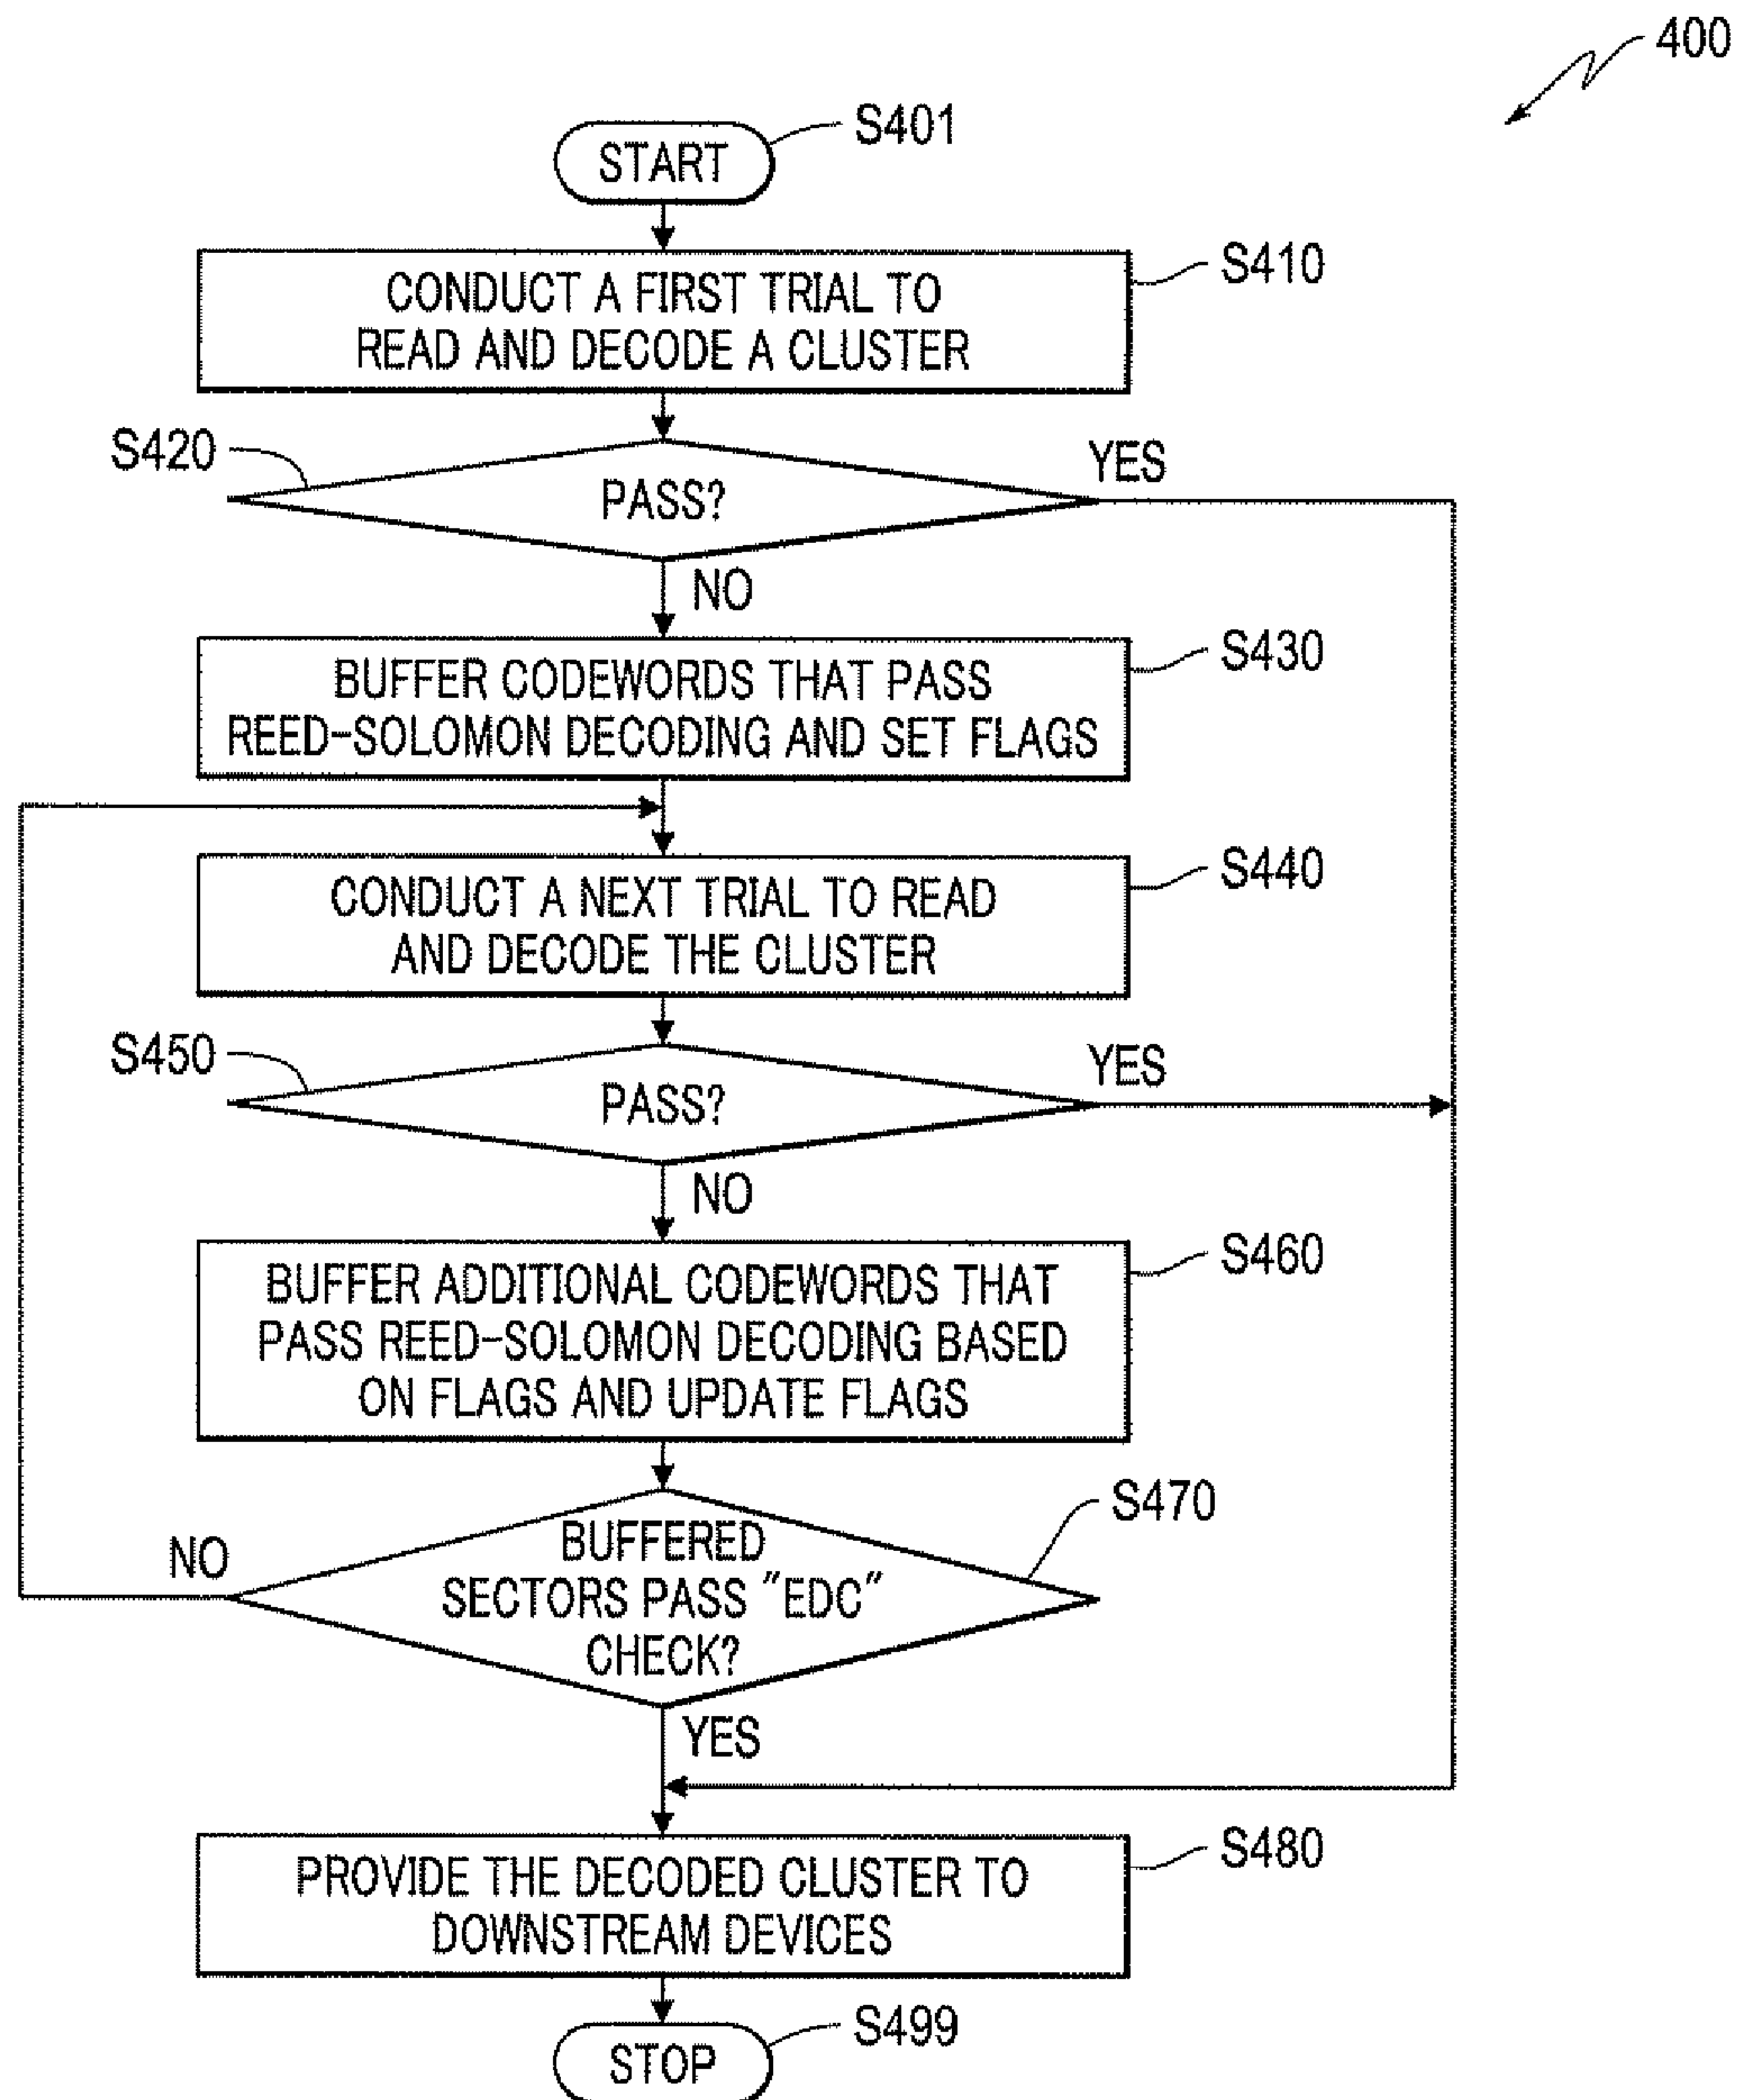 400
S401
START
S410
CONDUCT A FIRST TRIAL TO
READ AND DECODE A CLUSTER
S420
YES
PASS?
NO
S430
BUFFER CODEWORDS THAT PASS
REED-SOLOMON DECODING AND SET FLAGS
S440
CONDUCT A NEXT TRIAL TO READ
AND DECODE THE CLUSTER
S450
YES
PASS?
NO
S460
BUFFER ADDITIONAL CODEWORDS THAT
PASS REED-SOLOMON DECODING BASED
ON FLAGS AND UPDATE FLAGS
S470
NO
BUFFERED
SECTORS PASS "EDC"
CHECK?
YES
S480
PROVIDE THE DECODED CLUSTER TO
DOWNSTREAM DEVICES
S499
STOP